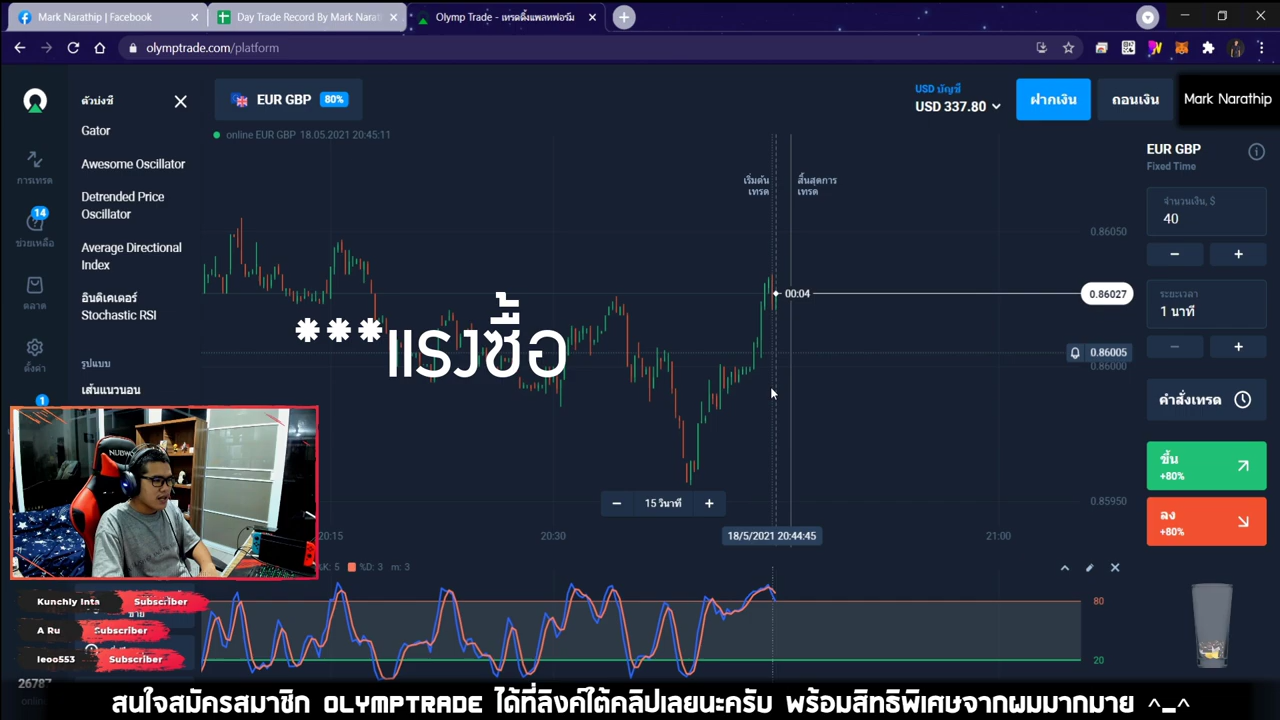 Mark Narathip | Facebook
Day Trade Record By Mark Narat
Olymp Trade - เทรดดิ้งแพลทฟอร์ม
olymptrade.com/platform
ตัวบ่งชี้
EUR GBP 80%
USD บัญชี
USD 337.80
ฝากเงิน
ถอนเงิน
Mark Narathip
Gator
Awesome Oscillator
Detrended Price
Oscillator
Average Directional
Index
อินดิเคเตอร์
Stochastic RSI
รูปแบบ
เส้นแนวนอน
การเทรด
14
ช่วยเหลือ
ตลาด
ตั้งค่า
1
online EUR GBP 18.05.2021 20:45:11
เริ่มต้น
เทรด
สิ้นสุดการ
เทรด
00:04
***แรงซื้อ
0.86050
0.86027
0.86005
0.86000
0.85950
15 วินาที
20:15
20:30
18/5/2021 20:44:45
21:00
EUR GBP
Fixed Time
จำนวนเงิน, $
40
ระยะเวลา
1 นาที
คำสั่งเทรด
ขึ้น
+80%
ลง
+80%
%K: 5 %D: 3 m: 3
80
20
NUBWO
Kunchly Inta Subscriber
A Ru Subscriber
leoo553 Subscriber
ขาย
26787
สนใจสมัครสมาชิก OLYMPTRADE ได้ที่ลิงค์ใต้คลิปเลยนะครับ พร้อมสิทธิพิเศษจากผมมากมาย ^_^